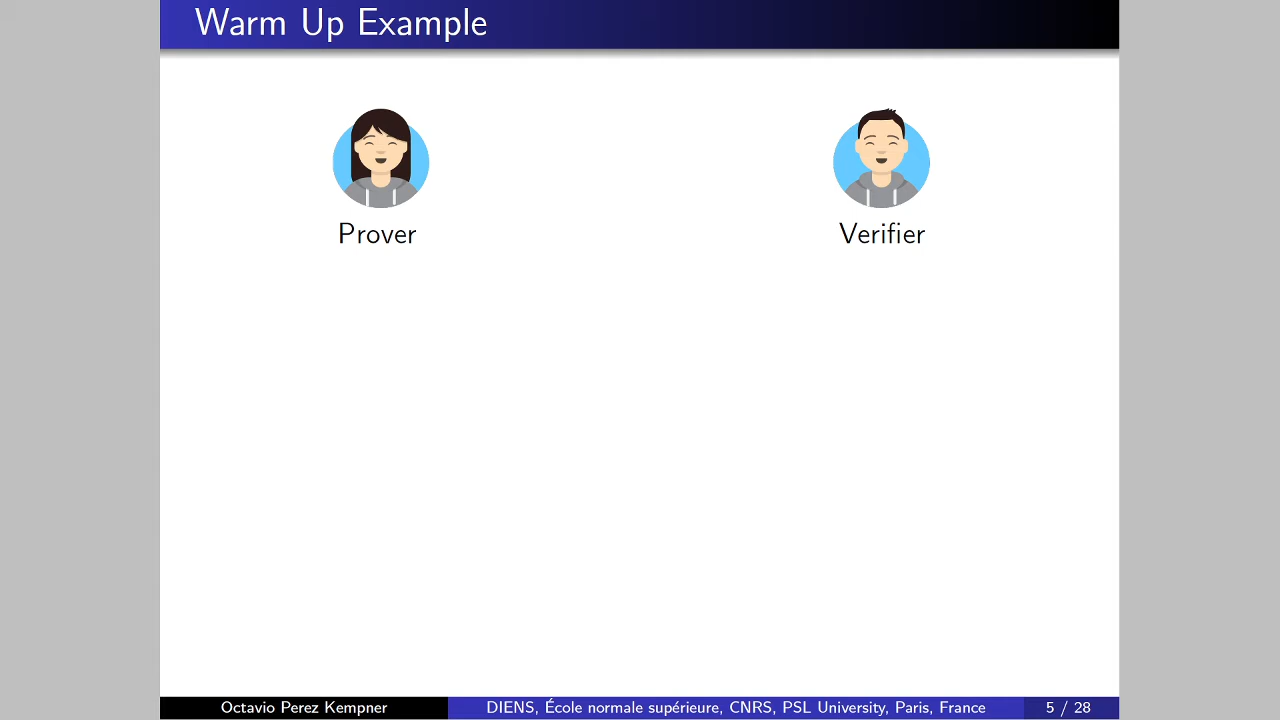 Warm Up Example
Prover
Verifier
Octavio Perez Kempner
DIENS, École normale supérieure, CNRS, PSL University, Paris, France
5 / 28